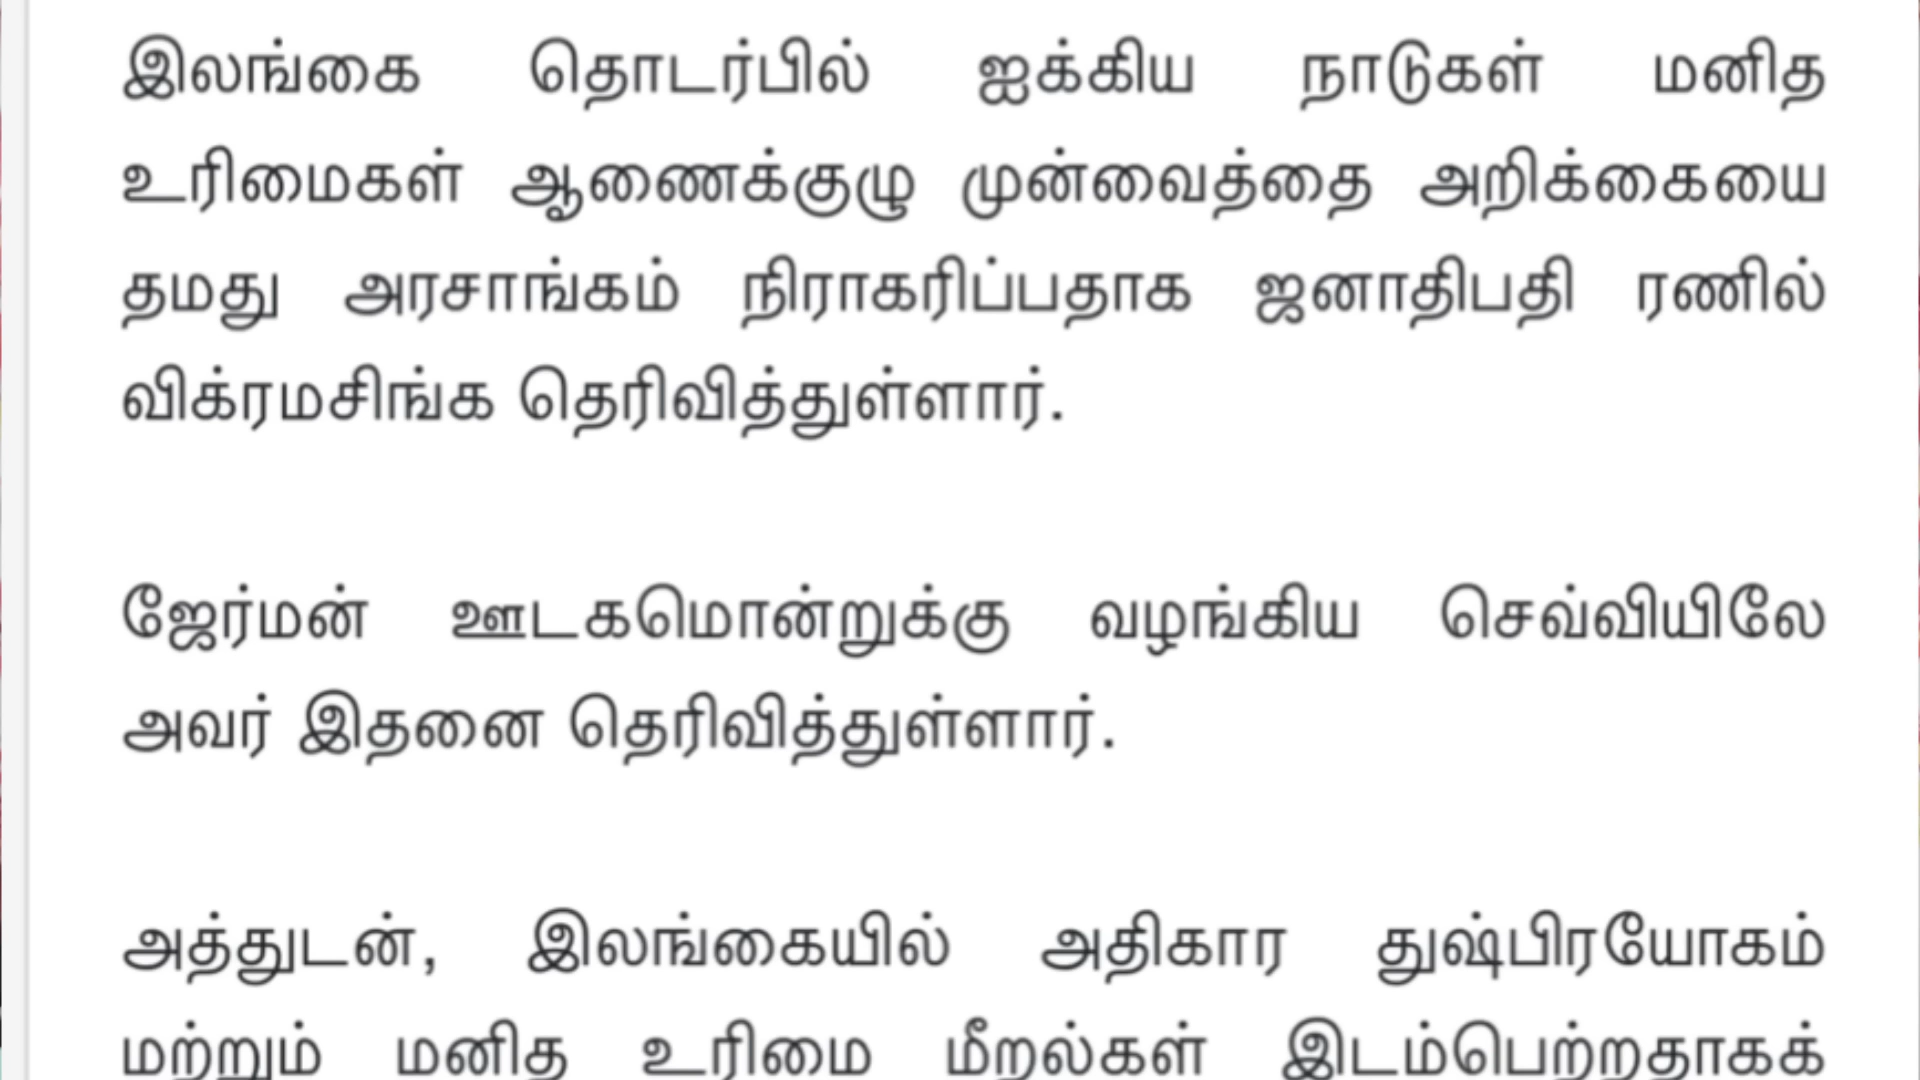 இலங்கை தொடர்பில் ஐக்கிய நாடுகள் மனித
உரிமைகள் ஆணைக்குழு முன்வைத்தை அறிக்கையை
தமது அரசாங்கம் நிராகரிப்பதாக ஜனாதிபதி ரணில்
விக்ரமசிங்க தெரிவித்துள்ளார்.
ஜேர்மன் ஊடகமொன்றுக்கு வழங்கிய செவ்வியிலே
அவர் இதனை தெரிவித்துள்ளார்.
அத்துடன், இலங்கையில் அதிகார துஷ்பிரயோகம்
மற்றும் மனித உரிமை மீறல்கள் இடம்பெற்றதாகக்